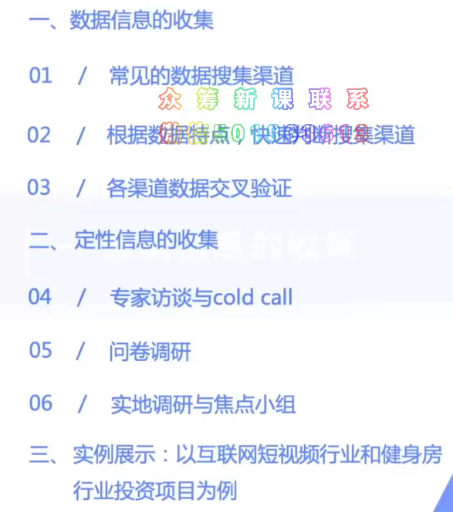 一、数据信息的收集
01 / 常见的数据搜集渠道
众筹新课联系
02 / 根据数据特点，快速判断搜集渠道
03 / 各渠道数据交叉验证
二、定性信息的收集
04 / 专家访谈与cold call
05 / 问卷调研
06 / 实地调研与焦点小组
三、实例展示：以互联网短视频行业和健身房
行业投资项目为例